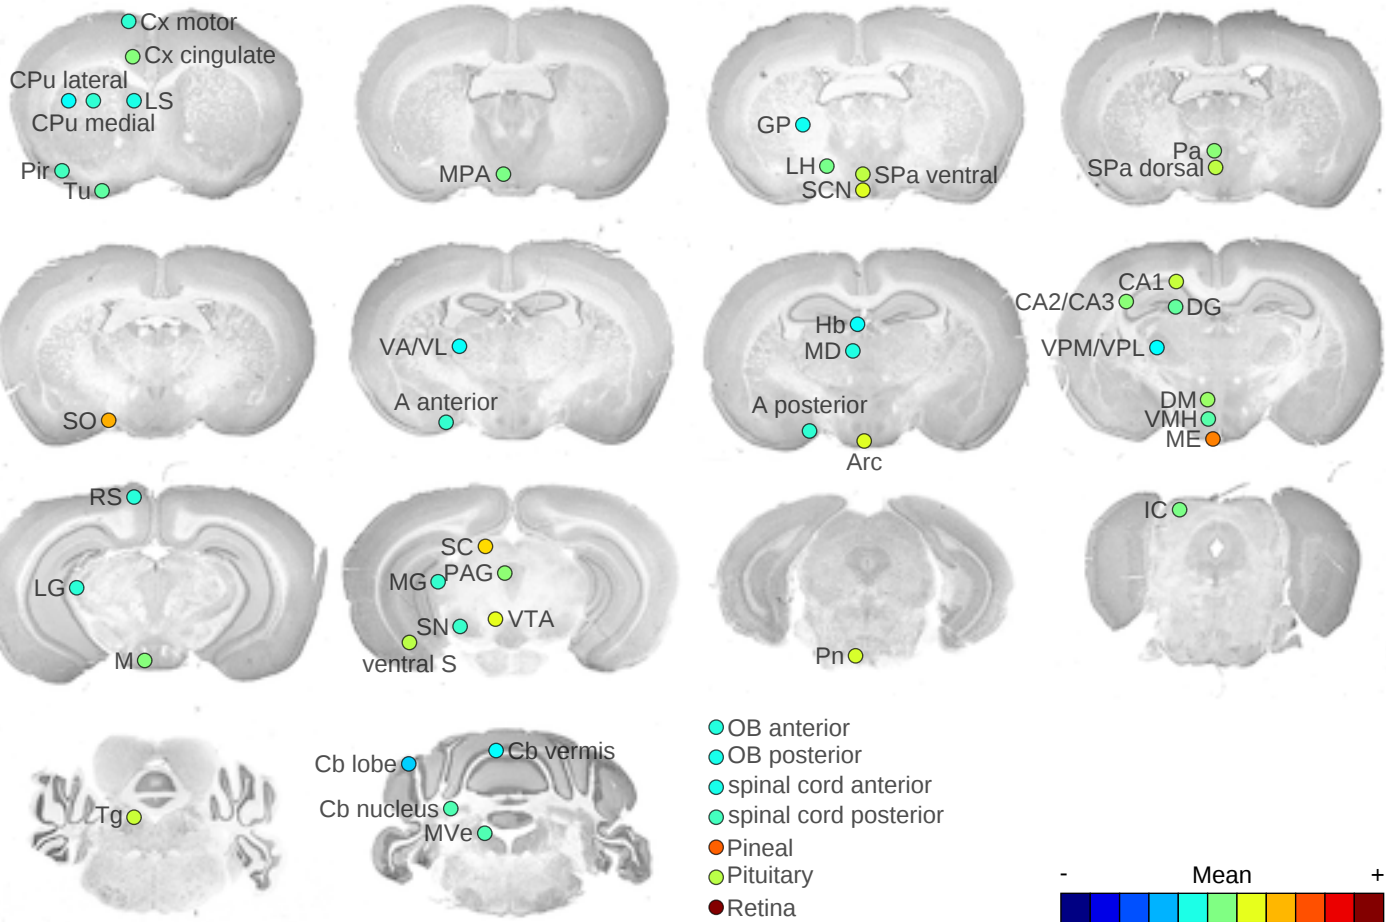 Cx motor
Cx cingulate
CPu lateral
LS
CPu medial
Pir
Tu
MPA
GP
LH
SPa ventral
SCN
Pa
SPa dorsal
SO
VA/VL
A anterior
Hb
MD
A posterior
Arc
CA1
CA2/CA3
DG
VPM/VPL
DM
VMH
ME
RS
LG
M
SC
PAG
MG
VTA
SN
ventral S
Pn
IC
Tg
Cb lobe
Cb vermis
Cb nucleus
MVe
OB anterior
OB posterior
spinal cord anterior
spinal cord posterior
Pineal
Pituitary
Retina
- Mean +